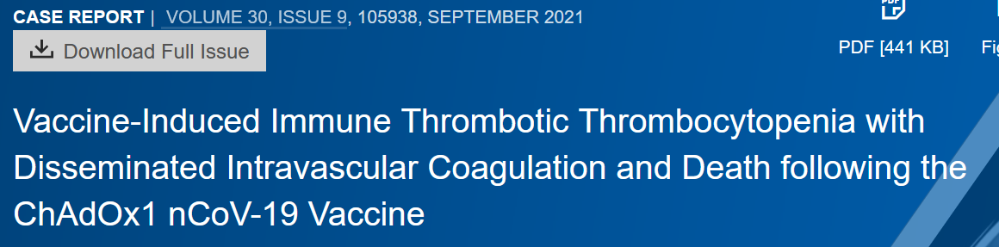 CASE REPORT | VOLUME 30, ISSUE 9, 105938, SEPTEMBER 2021
PDF
Download Full Issue
PDF [441 KB]
Vaccine-Induced Immune Thrombotic Thrombocytopenia with
Disseminated Intravascular Coagulation and Death following the
ChAdOx1 nCoV-19 Vaccine